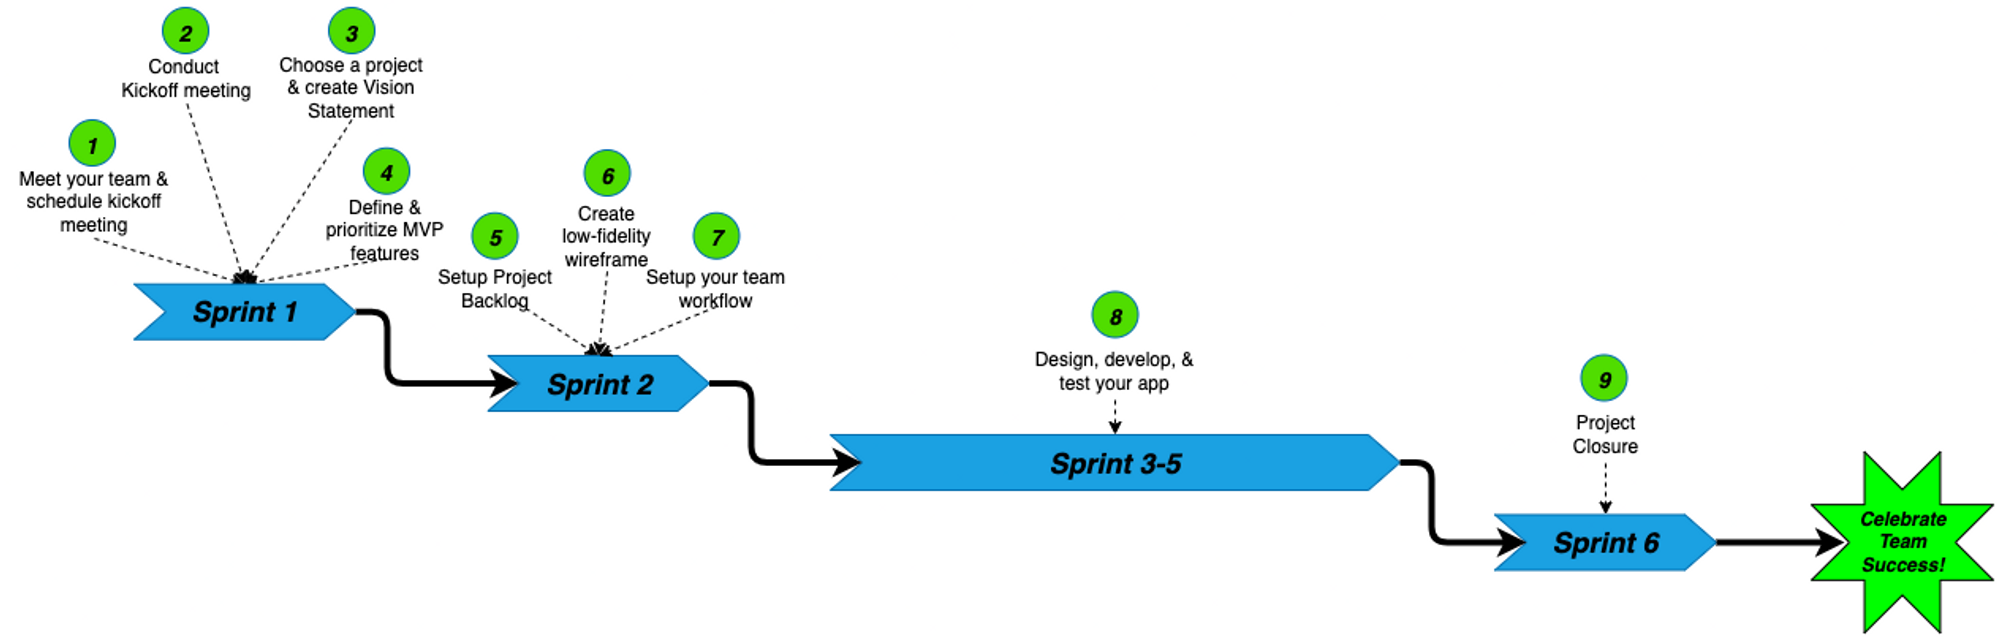 1
Meet your team &
schedule kickoff
meeting
2
Conduct
Kickoff meeting
3
Choose a project
& create Vision
Statement
4
Define &
prioritize MVP
features
Sprint 1
5
Setup Project
Backlog
6
Create
low-fidelity
wireframe
7
Setup your team
workflow
Sprint 2
8
Design, develop, &
test your app
Sprint 3-5
9
Project
Closure
Sprint 6
Celebrate
Team
Success!